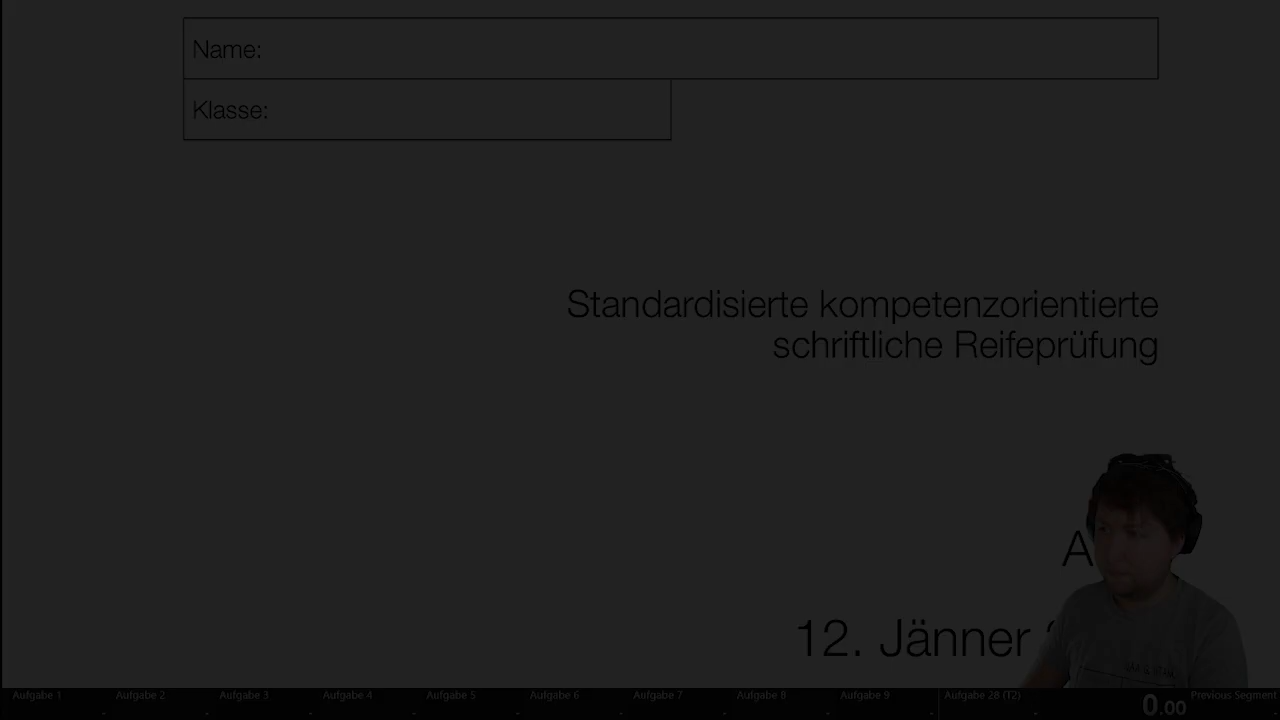 Name:
Klasse:
Standardisierte kompetenzorientierte
schriftliche Reifeprüfung
A
12. Jänner
Aufgabe 1 Aufgabe 2 Aufgabe 3 Aufgabe 4 Aufgabe 5 Aufgabe 6 Aufgabe 7 Aufgabe 8 Aufgabe 9 Aufgabe 28 (T2) 0.00 Previous Segment